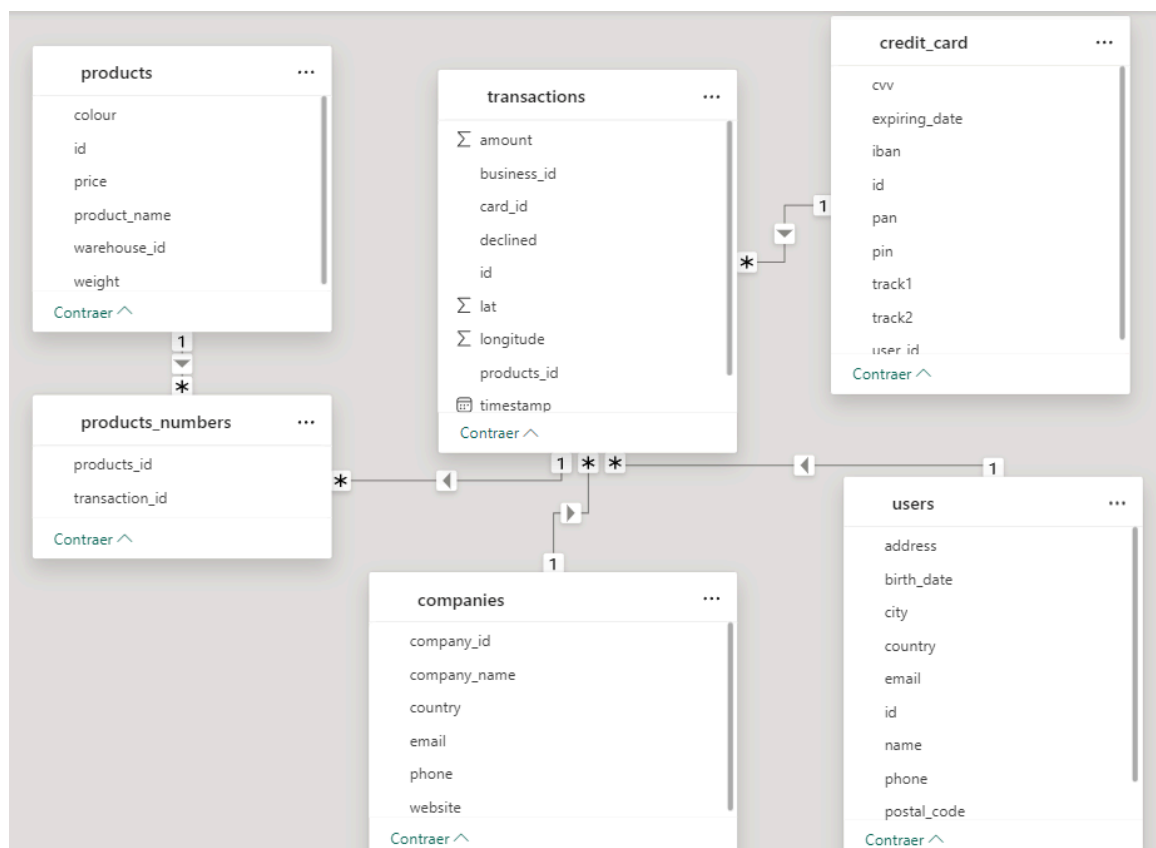 products
...
colour
id
price
product_name
warehouse_id
weight
Contraer
1
*
products_numbers
...
products_id
transaction_id
Contraer
*
transactions
...
Σ amount
business_id
card_id
declined
id
Σ lat
Σ longitude
products_id
timestamp
Contraer
1 * *
*
1
credit_card
...
cvv
expiring_date
iban
id
pan
pin
track1
track2
user_id
Contraer
1
companies
...
company_id
company_name
country
email
phone
website
Contraer
1
users
...
address
birth_date
city
country
email
id
name
phone
postal_code
Contraer